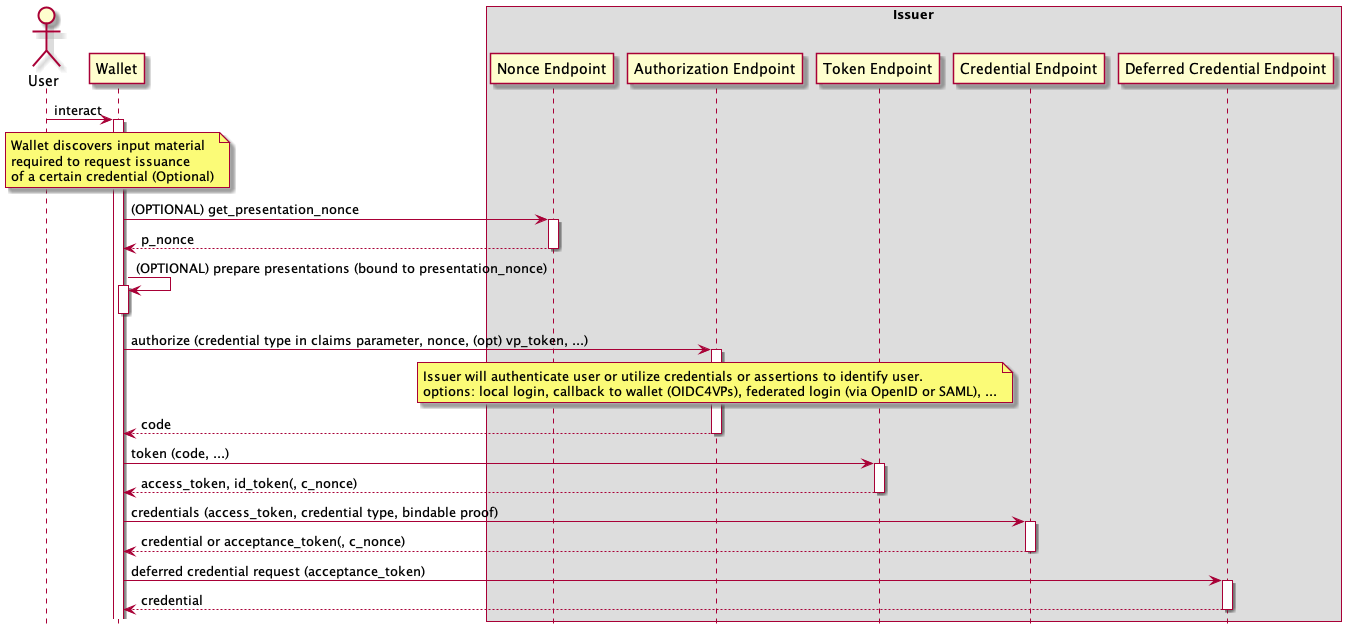 Issuer
User
Wallet
Nonce Endpoint
Authorization Endpoint
Token Endpoint
Credential Endpoint
Deferred Credential Endpoint
interact
Wallet discovers input material
required to request issuance
of a certain credential (Optional)
(OPTIONAL) get_presentation_nonce
p_nonce
(OPTIONAL) prepare presentations (bound to presentation_nonce)
authorize (credential type in claims parameter, nonce, (opt) vp_token, ...)
Issuer will authenticate user or utilize credentials or assertions to identify user.
options: local login, callback to wallet (OIDC4VPs), federated login (via OpenID or SAML), ...
code
token (code, ...)
access_token, id_token(, c_nonce)
credentials (access_token, credential type, bindable proof)
credential or acceptance_token(, c_nonce)
deferred credential request (acceptance_token)
credential